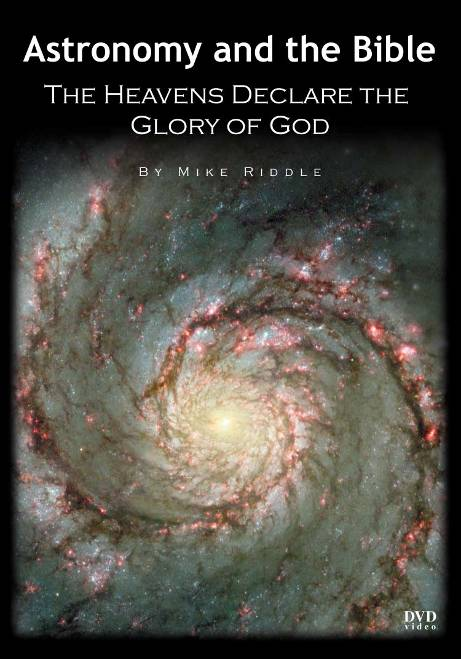 Astronomy and the Bible
The Heavens Declare the
Glory of God
By Mike Riddle
DVD
video